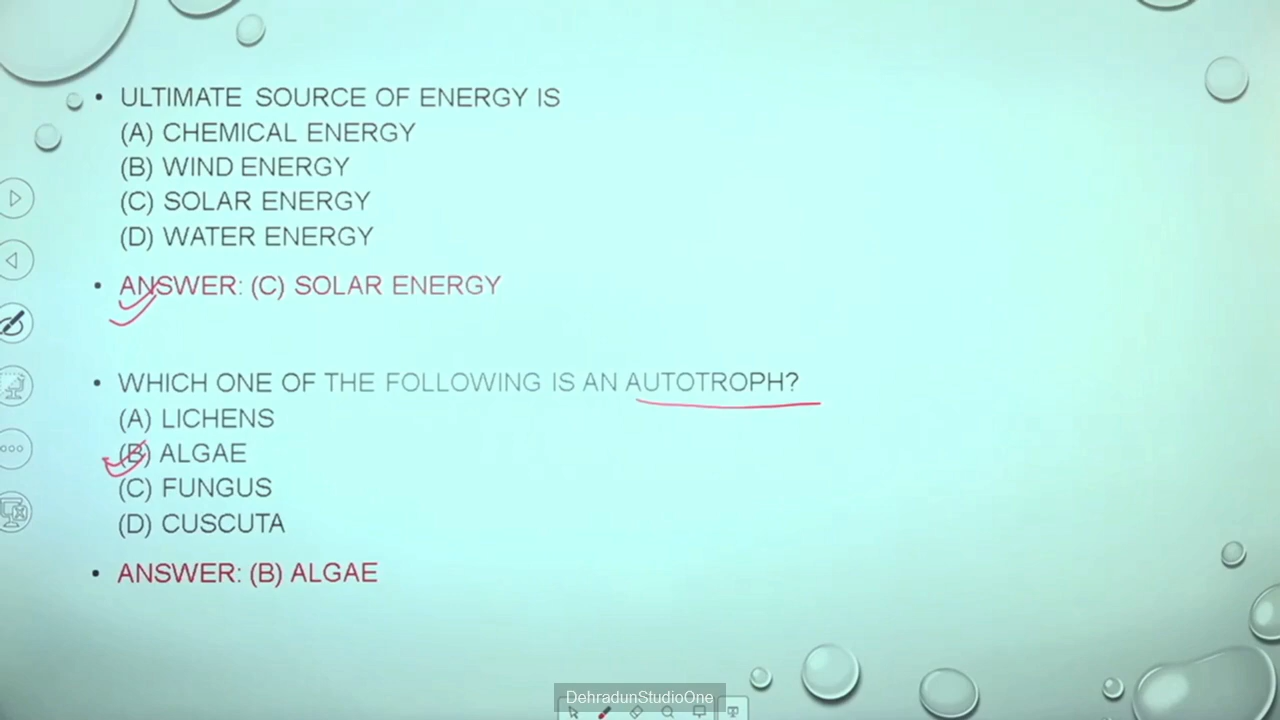 • ULTIMATE SOURCE OF ENERGY IS
(A) CHEMICAL ENERGY
(B) WIND ENERGY
(C) SOLAR ENERGY
(D) WATER ENERGY
• ANSWER: (C) SOLAR ENERGY
• WHICH ONE OF THE FOLLOWING IS AN AUTOTROPH?
(A) LICHENS
(B) ALGAE
(C) FUNGUS
(D) CUSCUTA
• ANSWER: (B) ALGAE
DehradunStudioOne